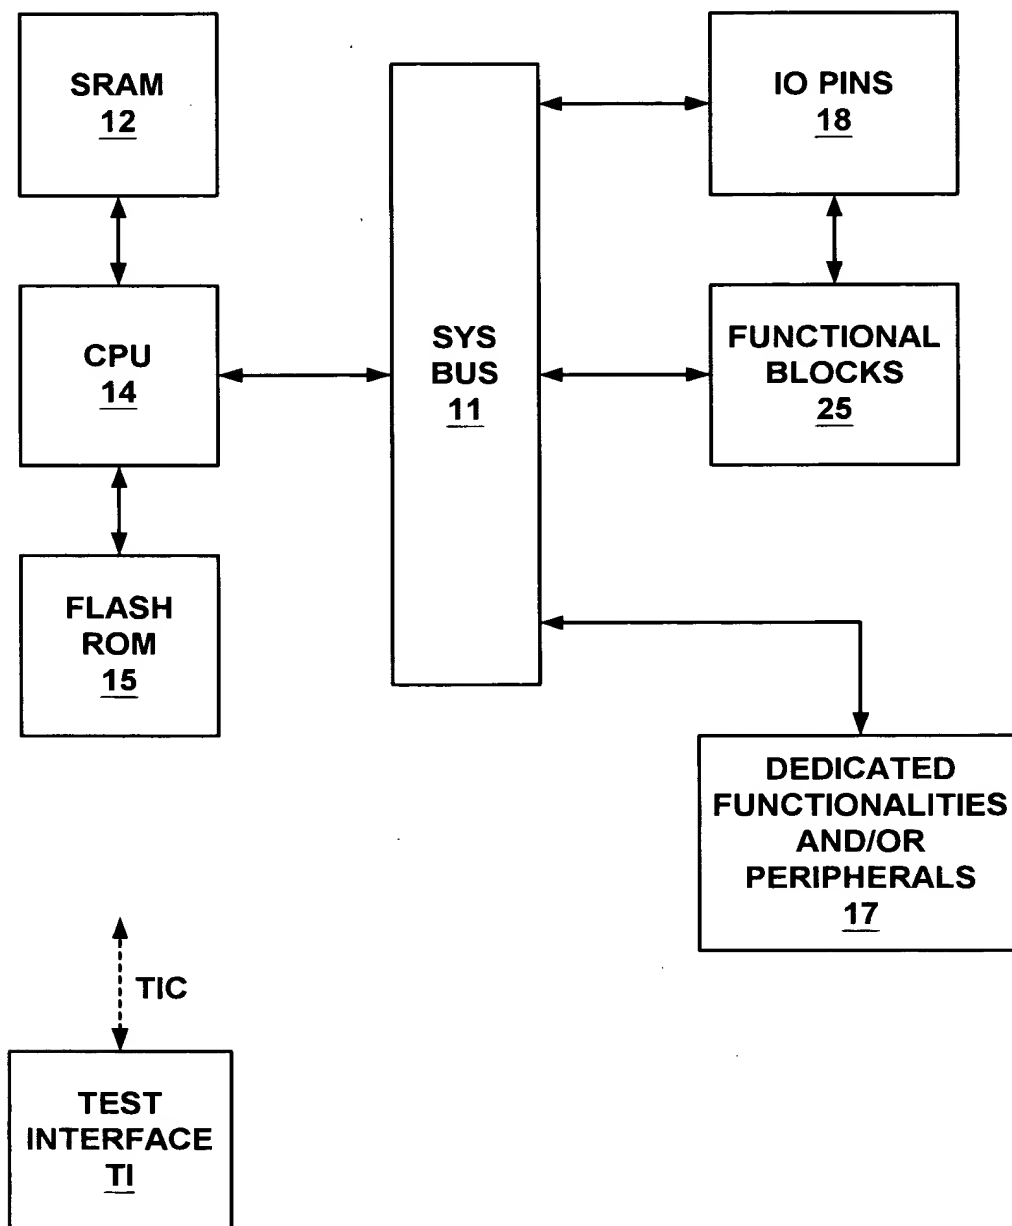 SRAM
12
IO PINS
18
SYS
BUS
11
CPU
14
FUNCTIONAL
BLOCKS
25
FLASH
ROM
15
DEDICATED
FUNCTIONALITIES
AND/OR
PERIPHERALS
17
TIC
TEST
INTERFACE
TI